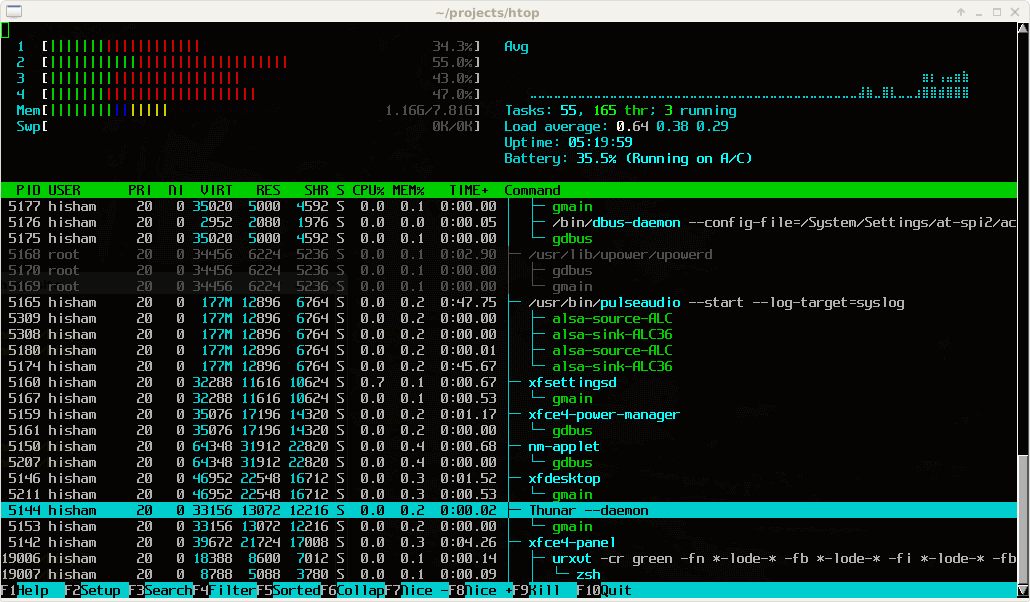 ~/projects/htop
1 [||||||||||||||||||| 34.3%] Avg
2 [|||||||||||||||||||||||||||||| 55.0%]
3 [|||||||||||||||||||||||| 43.0%]
4 [|||||||||||||||||||||||||| 47.0%]
Mem[||||||||||||||| 1.16G/7.81G] Tasks: 55, 165 thr; 3 running
Swp[ 0K/0K] Load average: 0.64 0.38 0.29
Uptime: 05:19:59
Battery: 35.5% (Running on A/C)
PID USER PRI NI VIRT RES SHR S CPU% MEM% TIME+ Command
5177 hisham 20 0 35020 5000 4592 S 0.0 0.1 0:00.00 │ ├─ gmain
5176 hisham 20 0 2952 2080 1976 S 0.0 0.0 0:00.05 │ ├─ /bin/dbus-daemon --config-file=/System/Settings/at-spi2/ac
5175 hisham 20 0 35020 5000 4592 S 0.0 0.1 0:00.00 │ └─ gdbus
5168 root 20 0 34456 6224 5236 S 0.0 0.1 0:02.90 ├─ /usr/lib/upower/upowerd
5170 root 20 0 34456 6224 5236 S 0.0 0.1 0:00.00 │ ├─ gdbus
5169 root 20 0 34456 6224 5236 S 0.0 0.1 0:00.00 │ └─ gmain
5165 hisham 20 0 177M 12896 6764 S 0.0 0.2 0:47.75 ├─ /usr/bin/pulseaudio --start --log-target=syslog
5309 hisham 20 0 177M 12896 6764 S 0.0 0.2 0:00.00 │ ├─ alsa-source-ALC
5308 hisham 20 0 177M 12896 6764 S 0.0 0.2 0:00.00 │ ├─ alsa-sink-ALC36
5180 hisham 20 0 177M 12896 6764 S 0.0 0.2 0:00.01 │ ├─ alsa-source-ALC
5174 hisham 20 0 177M 12896 6764 S 0.0 0.2 0:45.67 │ └─ alsa-sink-ALC36
5160 hisham 20 0 32288 11616 10624 S 0.7 0.1 0:00.67 ├─ xfsettingsd
5167 hisham 20 0 32288 11616 10624 S 0.0 0.1 0:00.53 │ └─ gmain
5159 hisham 20 0 35076 17196 14320 S 0.0 0.2 0:01.17 ├─ xfce4-power-manager
5161 hisham 20 0 35076 17196 14320 S 0.0 0.2 0:00.00 │ └─ gdbus
5150 hisham 20 0 64348 31912 22820 S 0.0 0.4 0:00.68 ├─ nm-applet
5207 hisham 20 0 64348 31912 22820 S 0.0 0.4 0:00.00 │ └─ gdbus
5146 hisham 20 0 46952 22548 16712 S 0.0 0.3 0:01.52 ├─ xfdesktop
5211 hisham 20 0 46952 22548 16712 S 0.0 0.3 0:00.53 │ └─ gmain
5144 hisham 20 0 33156 13072 12216 S 0.0 0.2 0:00.02 ├─ Thunar --daemon
5153 hisham 20 0 33156 13072 12216 S 0.0 0.2 0:00.00 │ └─ gmain
5142 hisham 20 0 39672 21724 17008 S 0.0 0.3 0:04.26 ├─ xfce4-panel
19006 hisham 20 0 18388 8600 7012 S 0.0 0.1 0:00.14 │ ├─ urxvt -cr green -fn *-lode-* -fb *-lode-* -fi *-lode-* -fb
19007 hisham 20 0 8788 5088 3780 S 0.0 0.1 0:00.09 │ │ └─ zsh
F1Help F2Setup F3SearchF4FilterF5SortedF6CollapF7Nice -F8Nice +F9Kill F10Quit